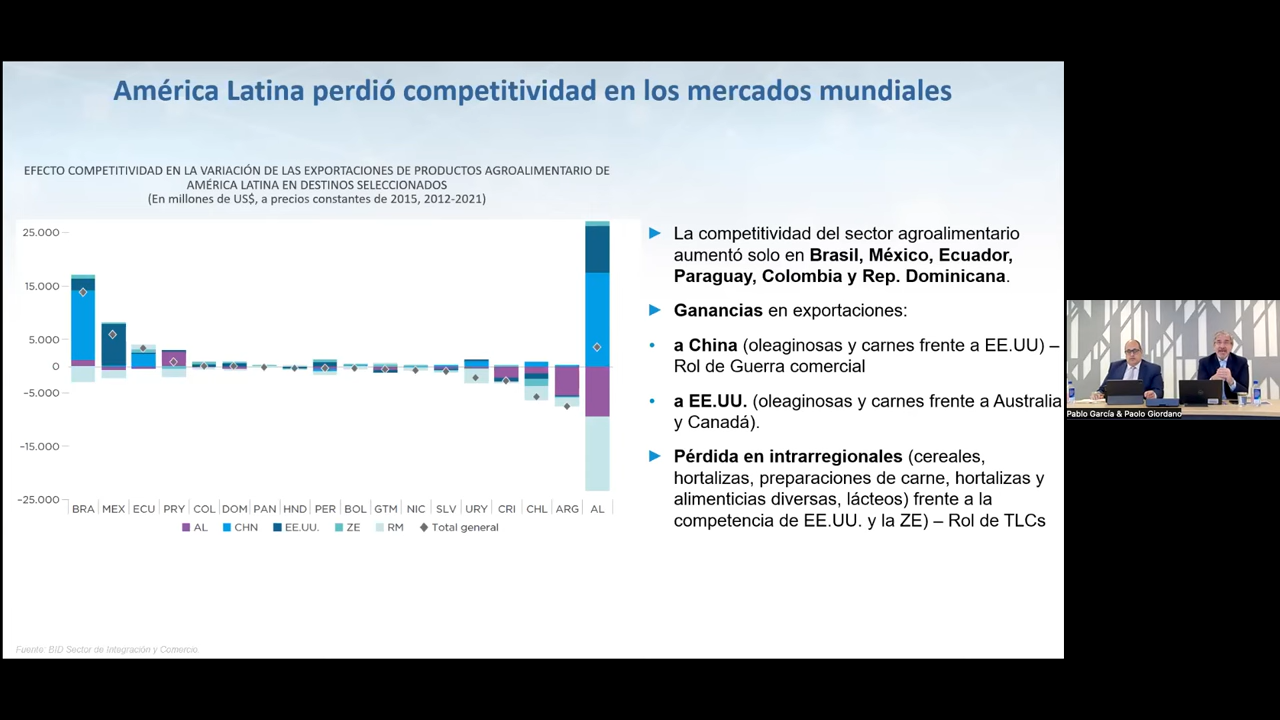 América Latina perdió competitividad en los mercados mundiales
EFECTO COMPETITIVIDAD EN LA VARIACIÓN DE LAS EXPORTACIONES DE PRODUCTOS AGROALIMENTARIO DE
AMÉRICA LATINA EN DESTINOS SELECCIONADOS
(En millones de US$, a precios constantes de 2015, 2012-2021)
25.000
15.000
5.000
0
-5.000
-15.000
-25.000
BRA MEX ECU PRY COL DOM PAN HND PER BOL GTM NIC SLV URY CRI CHL ARG AL
AL CHN EE.UU. ZE RM Total general
La competitividad del sector agroalimentario
aumentó solo en Brasil, México, Ecuador,
Paraguay, Colombia y Rep. Dominicana.
Ganancias en exportaciones:
• a China (oleaginosas y carnes frente a EE.UU) –
Rol de Guerra comercial
• a EE.UU. (oleaginosas y carnes frente a Australia
y Canadá).
Pérdida en intrarregionales (cereales,
hortalizas, preparaciones de carne, hortalizas y
alimenticias diversas, lácteos) frente a la
competencia de EE.UU. y la ZE) – Rol de TLCs
Fuente: BID Sector de Integración y Comercio
Pablo García & Paolo Giordano